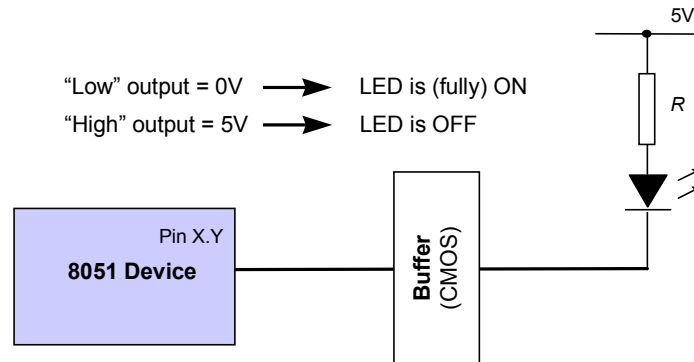 5V
“Low” output = 0V LED is (fully) ON
“High” output = 5V LED is OFF
R
Pin X.Y
8051 Device
Buffer
(CMOS)